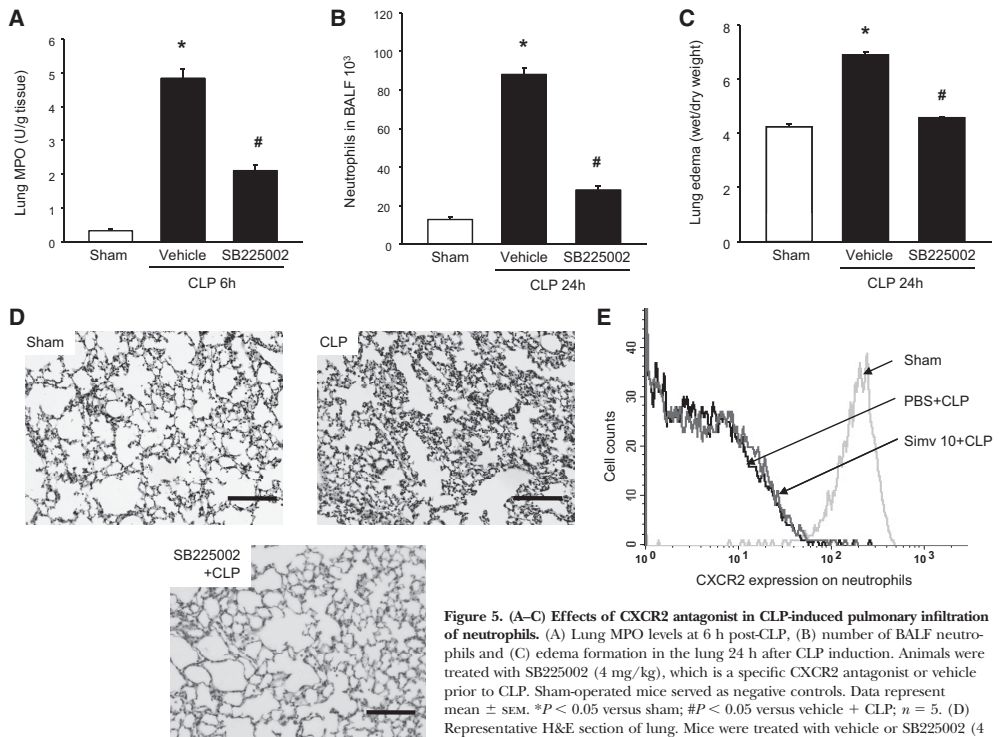 A
Lung MPO (U/g tissue)
6
5
4
3
2
1
0
*
#
Sham
Vehicle
SB225002
CLP 6h
B
Neutrophils in BALF 10³
120
100
80
60
40
20
0
*
#
Sham
Vehicle
SB225002
CLP 24h
C
Lung edema (wet/dry weight)
8
6
4
2
0
*
#
Sham
Vehicle
SB225002
CLP 24h
D
Sham
CLP
SB225002
+CLP
E
Cell counts
40
30
20
10
0
Sham
PBS+CLP
Simv 10+CLP
10⁰
10¹
10²
10³
CXCR2 expression on neutrophils
Figure 5. (A–C) Effects of CXCR2 antagonist in CLP-induced pulmonary infiltration
of neutrophils. (A) Lung MPO levels at 6 h post-CLP, (B) number of BALF neutro-
phils and (C) edema formation in the lung 24 h after CLP induction. Animals were
treated with SB225002 (4 mg/kg), which is a specific CXCR2 antagonist or vehicle
prior to CLP. Sham-operated mice served as negative controls. Data represent
mean ± SEM. *P < 0.05 versus sham; #P < 0.05 versus vehicle + CLP; n = 5. (D)
Representative H&E section of lung. Mice were treated with vehicle or SB225002 (4